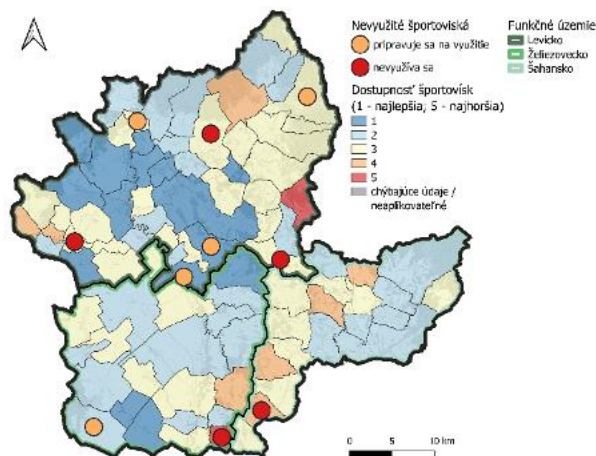 Nevyužité športoviská
pripravuje sa na využitie
nevyužíva sa
Dostupnosť športovísk
(1 - najlepšia; 5 - najhoršia)
1
2
3
4
5
chýbajúce údaje /
neaplikovateľné
Funkčné územie
Levicko
Želiezovecko
Šahansko
0 5 10 km